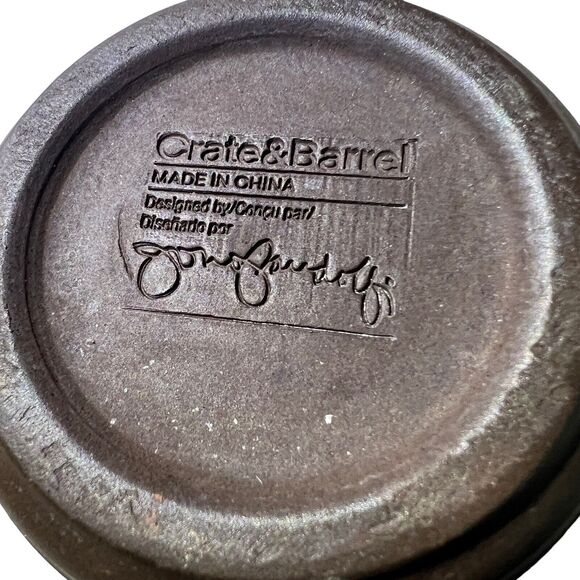 Crate&Barrel
MADE IN CHINA
Designed by/Conçu par/
Diseñado por